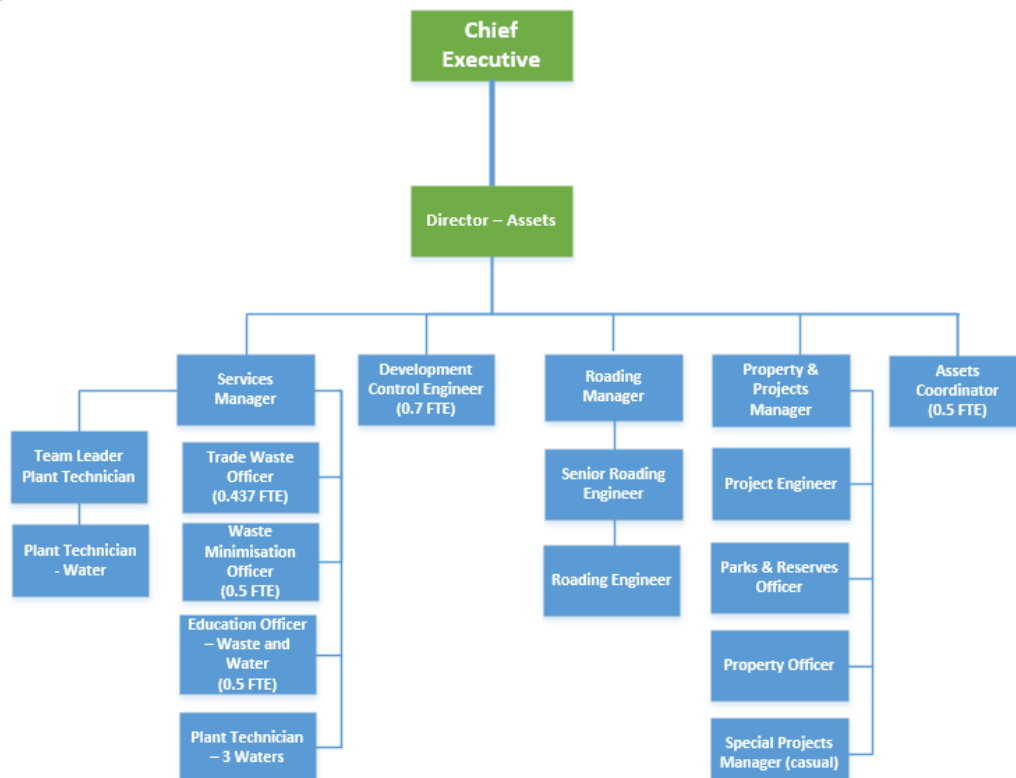 Chief
Executive
Director – Assets
Services
Manager
Development
Control Engineer
(0.7 FTE)
Roading
Manager
Property &
Projects
Manager
Assets
Coordinator
(0.5 FTE)
Team Leader
Plant Technician
Plant Technician
- Water
Trade Waste
Officer
(0.437 FTE)
Waste
Minimisation
Officer
(0.5 FTE)
Education Officer
– Waste and
Water
(0.5 FTE)
Plant Technician
– 3 Waters
Senior Roading
Engineer
Roading Engineer
Project Engineer
Parks & Reserves
Officer
Property Officer
Special Projects
Manager (casual)